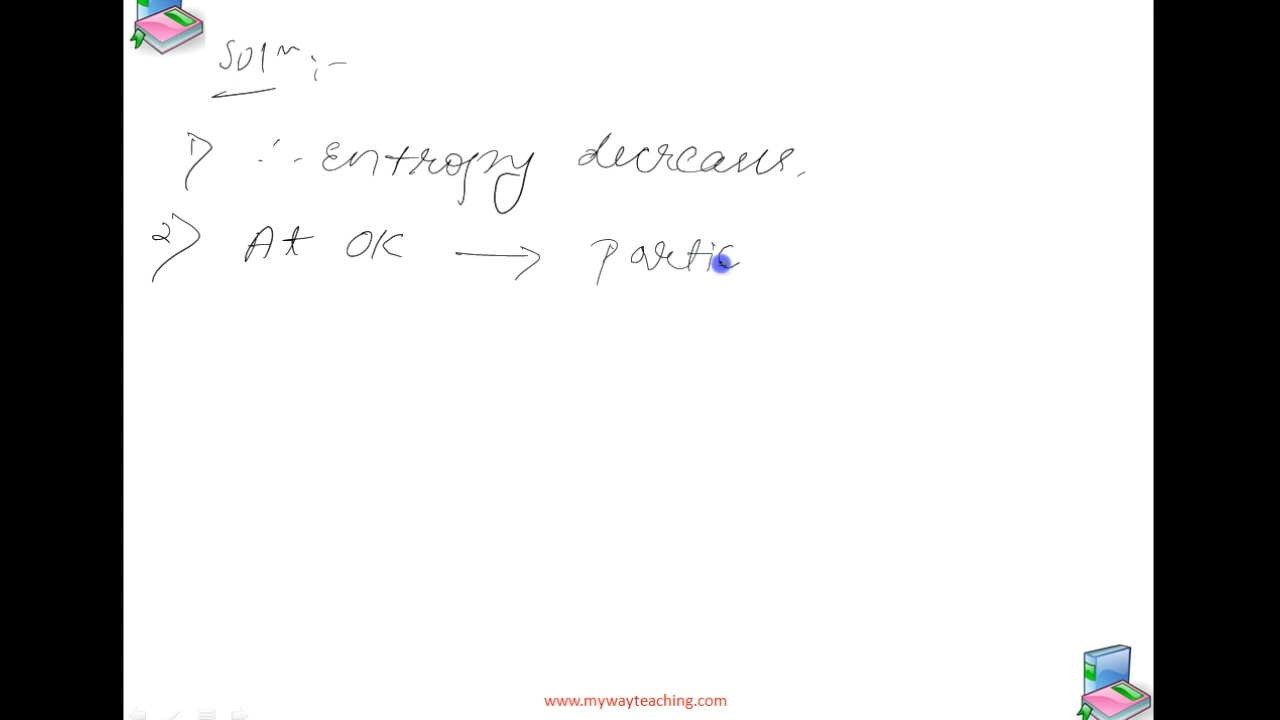 Soln :-
1) ∴ Entropy decreases.
2) At 0K → Partic
www.mywayteaching.com